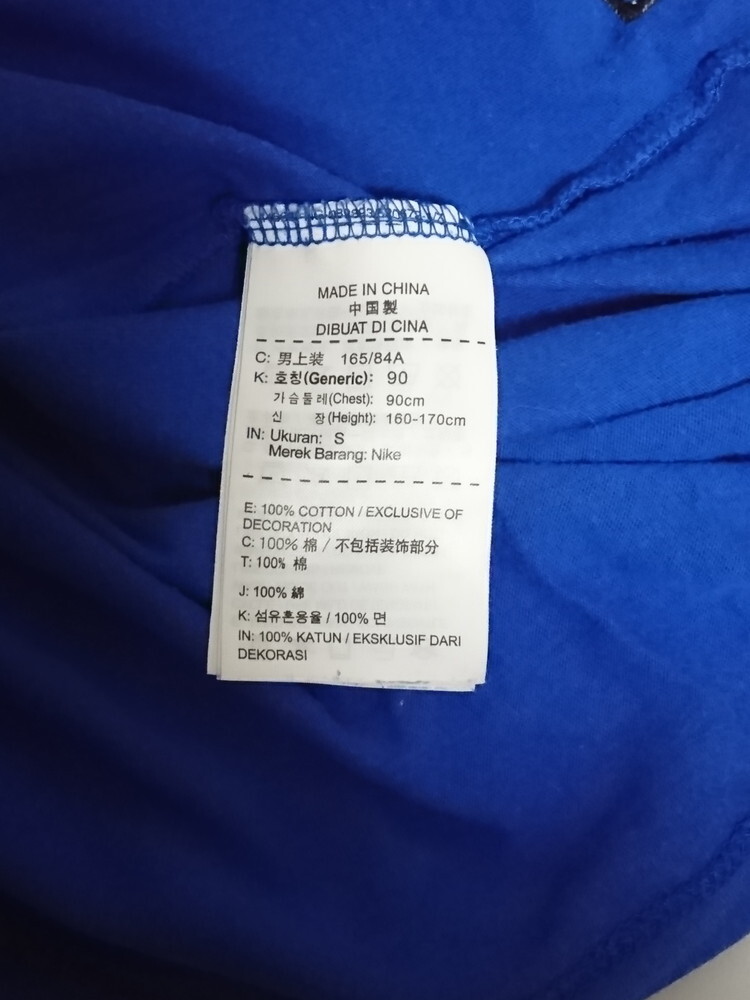 MADE IN CHINA
中国製
DIBUAT DI CINA
C: 男上装 165/84A
K: 호칭(Generic): 90
가슴둘레(Chest): 90cm
신 장(Height): 160-170cm
IN: Ukuran: S
Merek Barang: Nike
E: 100% COTTON / EXCLUSIVE OF
DECORATION
C: 100% 棉 / 不包括装饰部分
T: 100% 棉
J: 100% 綿
K: 섬유혼용율 / 100% 면
IN: 100% KATUN / EKSKLUSIF DARI
DEKORASI